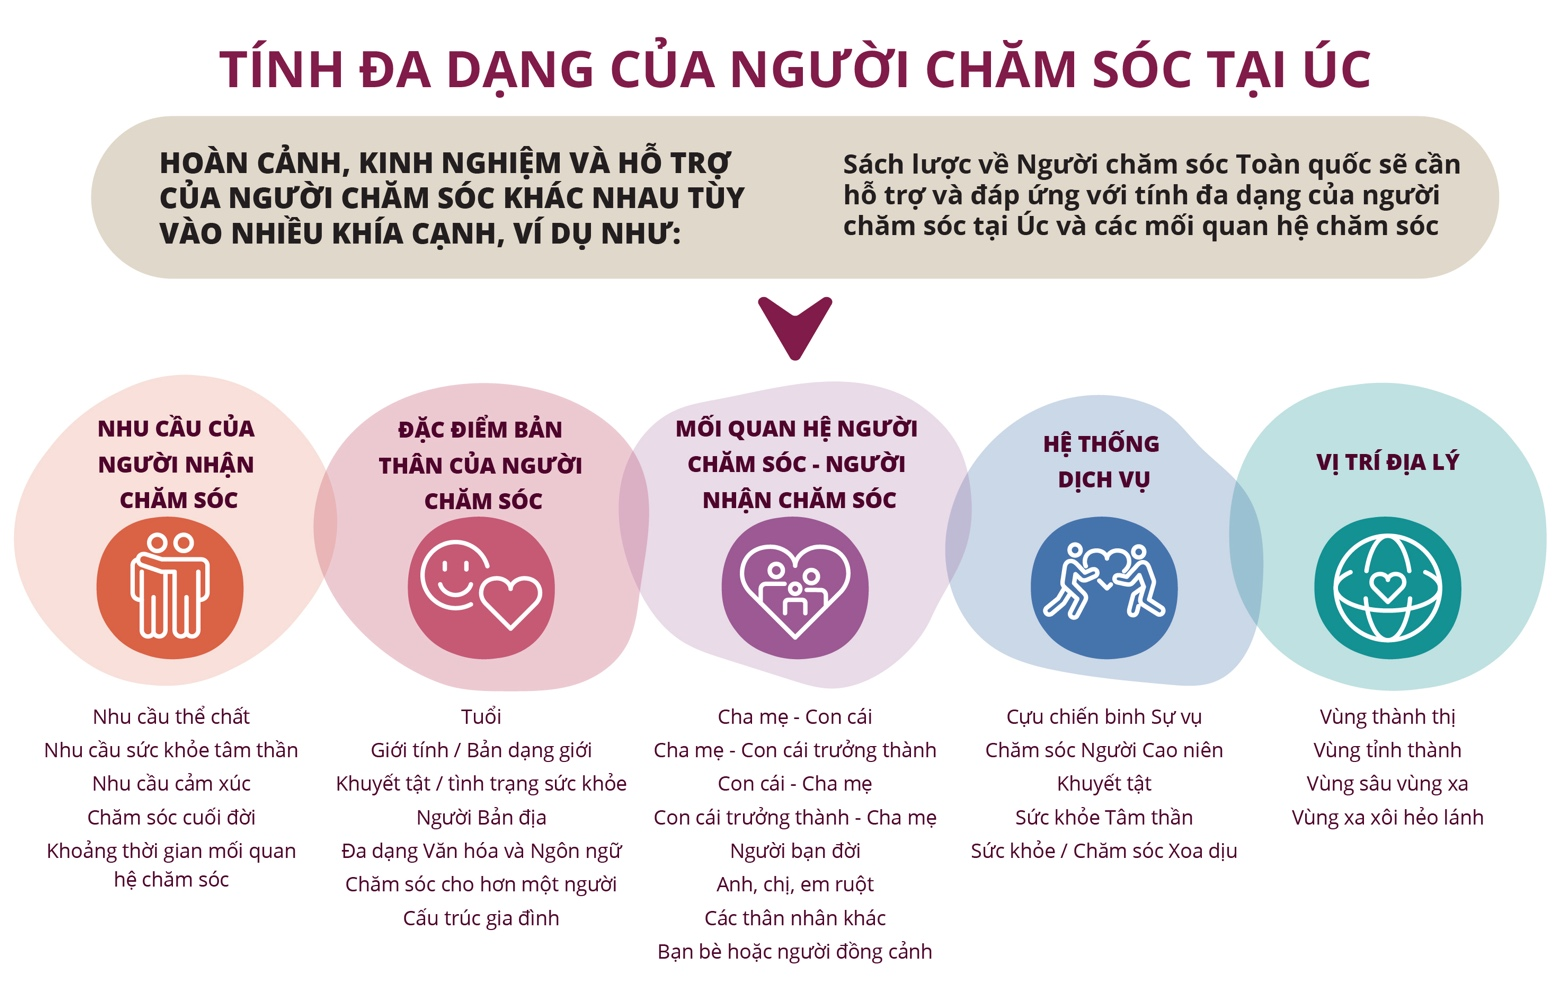 TÍNH ĐA DẠNG CỦA NGƯỜI CHĂM SÓC TẠI ÚC
HOÀN CẢNH, KINH NGHIỆM VÀ HỖ TRỢ
CỦA NGƯỜI CHĂM SÓC KHÁC NHAU TÙY
VÀO NHIỀU KHÍA CẠNH, VÍ DỤ NHƯ:
Sách lược về Người chăm sóc Toàn quốc sẽ cần
hỗ trợ và đáp ứng với tính đa dạng của người
chăm sóc tại Úc và các mối quan hệ chăm sóc
NHU CẦU CỦA
NGƯỜI NHẬN
CHĂM SÓC
Nhu cầu thể chất
Nhu cầu sức khỏe tâm thần
Nhu cầu cảm xúc
Chăm sóc cuối đời
Khoảng thời gian mối quan
hệ chăm sóc
ĐẶC ĐIỂM BẢN
THÂN CỦA NGƯỜI
CHĂM SÓC
Tuổi
Giới tính / Bản dạng giới
Khuyết tật / tình trạng sức khỏe
Người Bản địa
Đa dạng Văn hóa và Ngôn ngữ
Chăm sóc cho hơn một người
Cấu trúc gia đình
MỐI QUAN HỆ NGƯỜI
CHĂM SÓC - NGƯỜI
NHẬN CHĂM SÓC
Cha mẹ - Con cái
Cha mẹ - Con cái trưởng thành
Con cái - Cha mẹ
Con cái trưởng thành - Cha mẹ
Người bạn đời
Anh, chị, em ruột
Các thân nhân khác
Bạn bè hoặc người đồng cảnh
HỆ THỐNG
DỊCH VỤ
Cựu chiến binh Sự vụ
Chăm sóc Người Cao niên
Khuyết tật
Sức khỏe Tâm thần
Sức khỏe / Chăm sóc Xoa dịu
VỊ TRÍ ĐỊA LÝ
Vùng thành thị
Vùng tỉnh thành
Vùng sâu vùng xa
Vùng xa xôi hẻo lánh